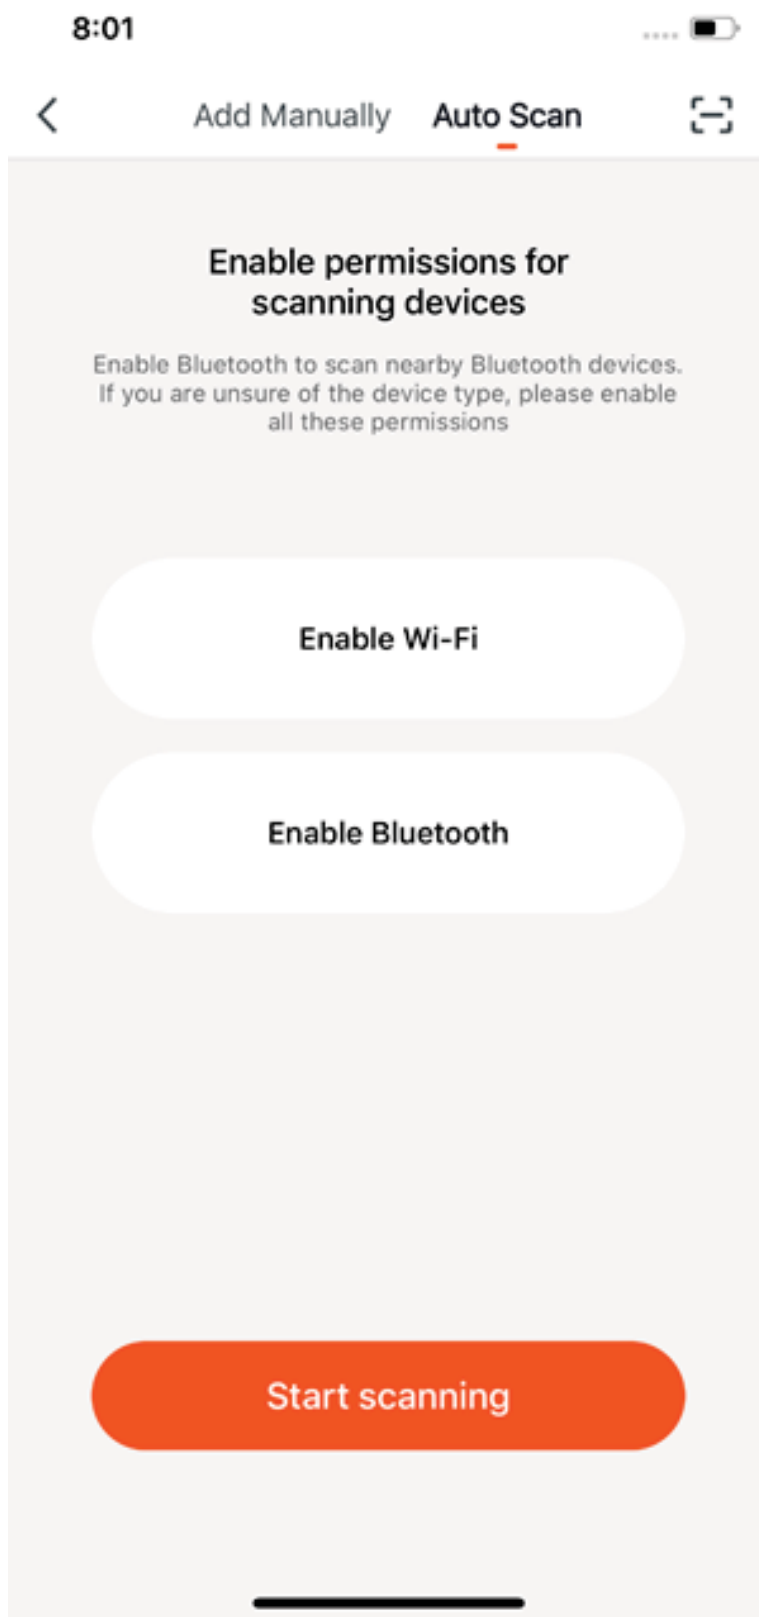 8:01
Add Manually Auto Scan
Enable permissions for
scanning devices
Enable Bluetooth to scan nearby Bluetooth devices.
If you are unsure of the device type, please enable
all these permissions
Enable Wi-Fi
Enable Bluetooth
Start scanning